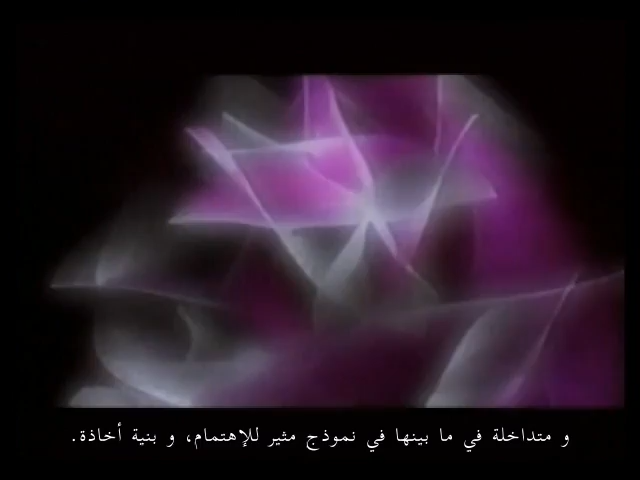 و متداخلة في ما بينها في نموذج مثير للإهتمام، و بنية أخاذة.